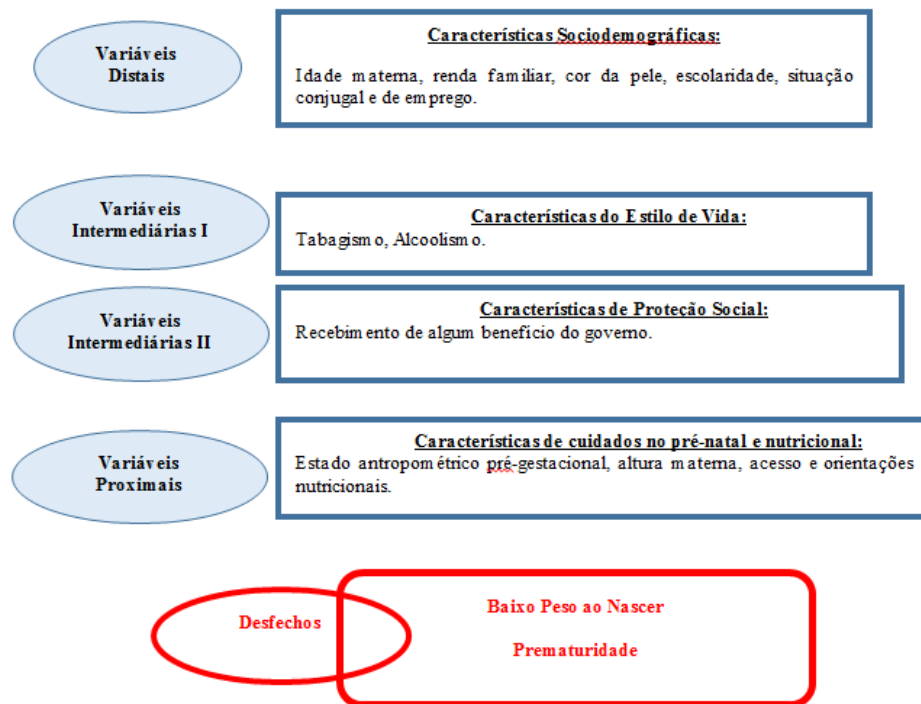 Variáveis
Distais
Características Sociodemográficas:
Idade materna, renda familiar, cor da pele, escolaridade, situação
conjugal e de emprego.
Variáveis
Intermediárias I
Características do Estilo de Vida:
Tabagismo, Alcoolismo.
Variáveis
Intermediárias II
Características de Proteção Social:
Recebimento de algum benefício do governo.
Variáveis
Proximais
Características de cuidados no pré-natal e nutricional:
Estado antropométrico pré-gestacional, altura materna, acesso e orientações
nutricionais.
Desfechos
Baixo Peso ao Nascer
Prematuridade